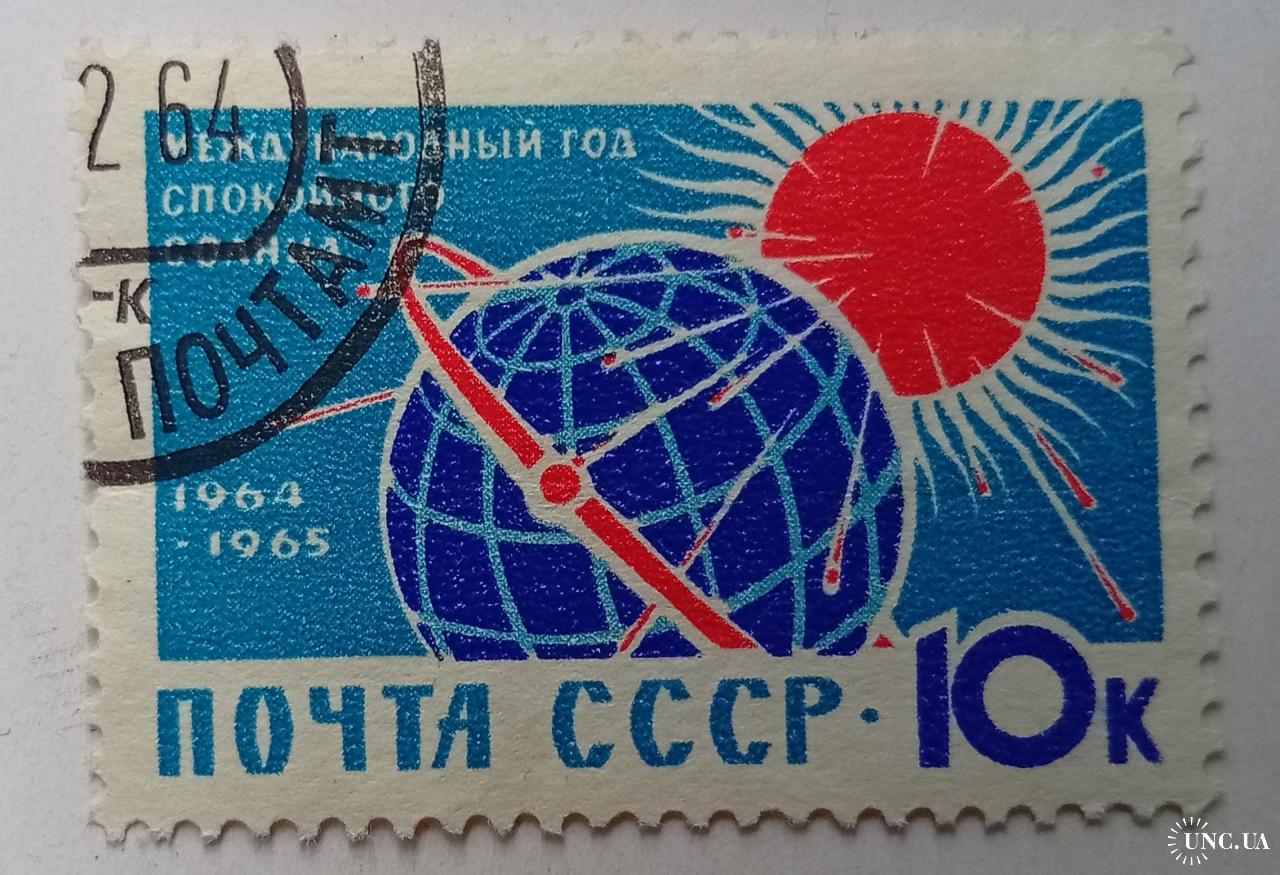 2 64
МЕЖДУНАРОДНЫЙ ГОД
СПОКОЙНОГО
СОЛНЦА
-К
ПОЧТАМТ
1964
-1965
ПОЧТА СССР·10К
UNC.UA